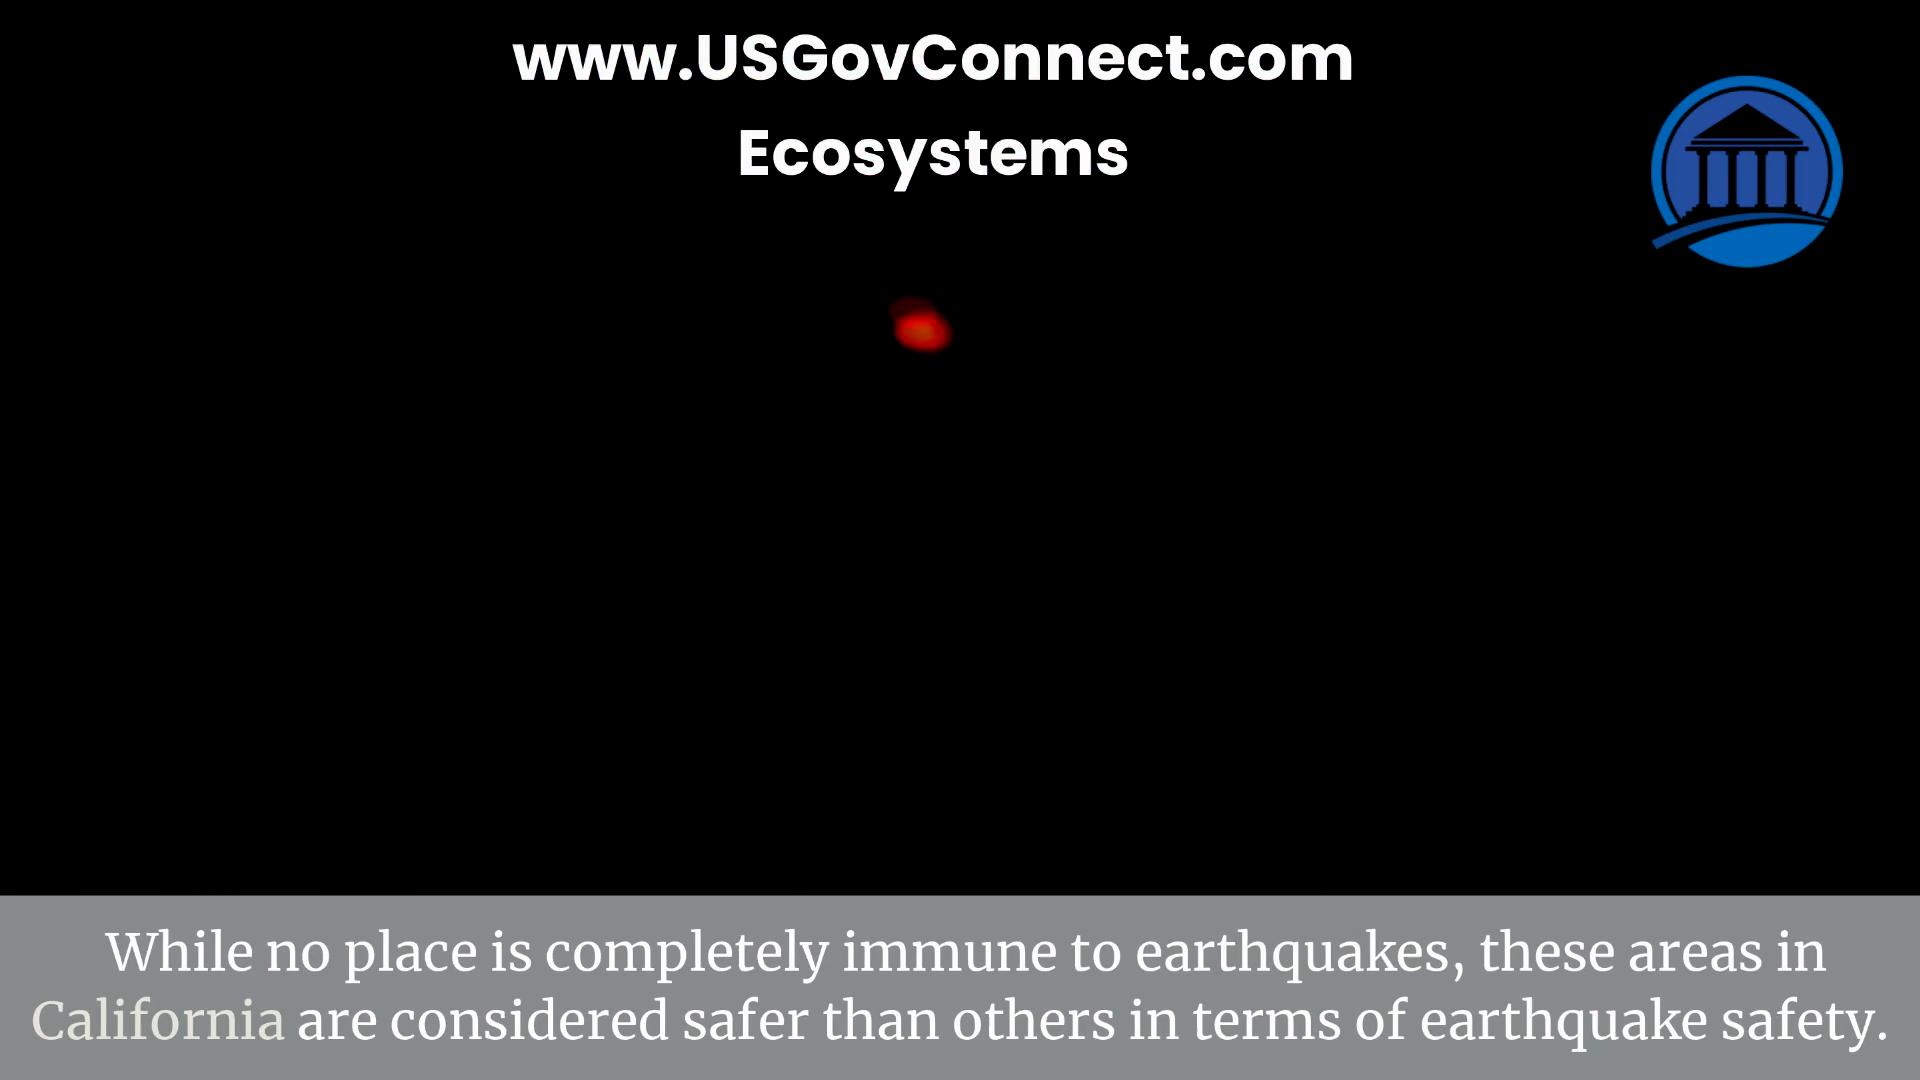 www.USGovConnect.com
Ecosystems
While no place is completely immune to earthquakes, these areas in
California are considered safer than others in terms of earthquake safety.